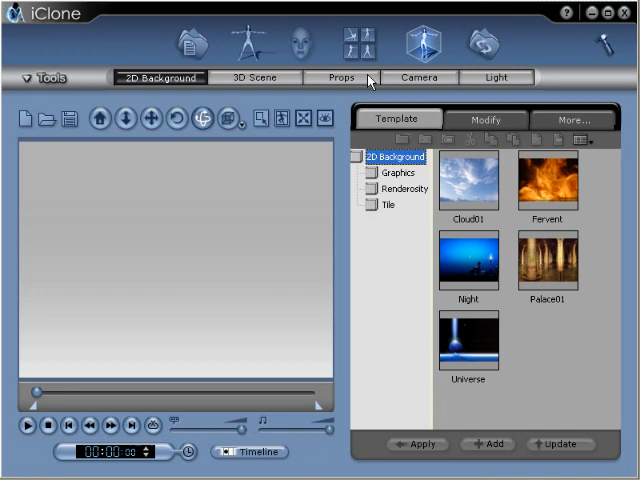 iClone
Tools
2D Background
3D Scene
Props
Camera
Light
Template
Modify
More...
2D Background
Graphics
Renderosity
Tile
Cloud01
Fervent
Night
Palace01
Universe
00:00:00
Timeline
Apply
Add
Update